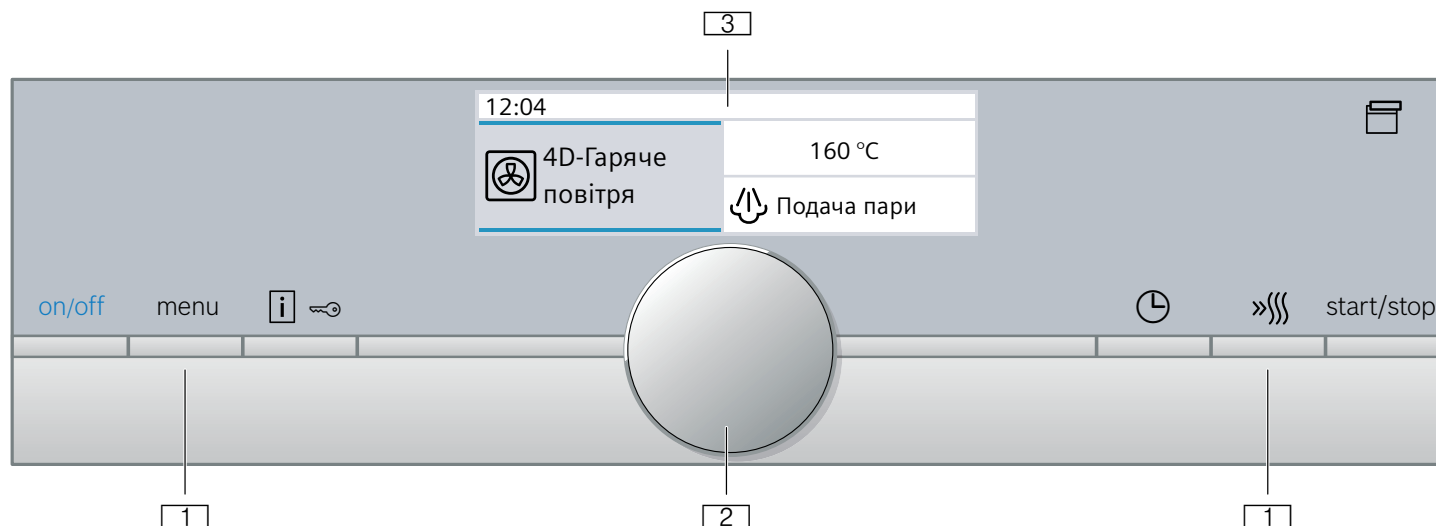 3
12:04
4D-Гаряче
повітря
160 °C
Подача пари
on/off menu i start/stop
1 2 1